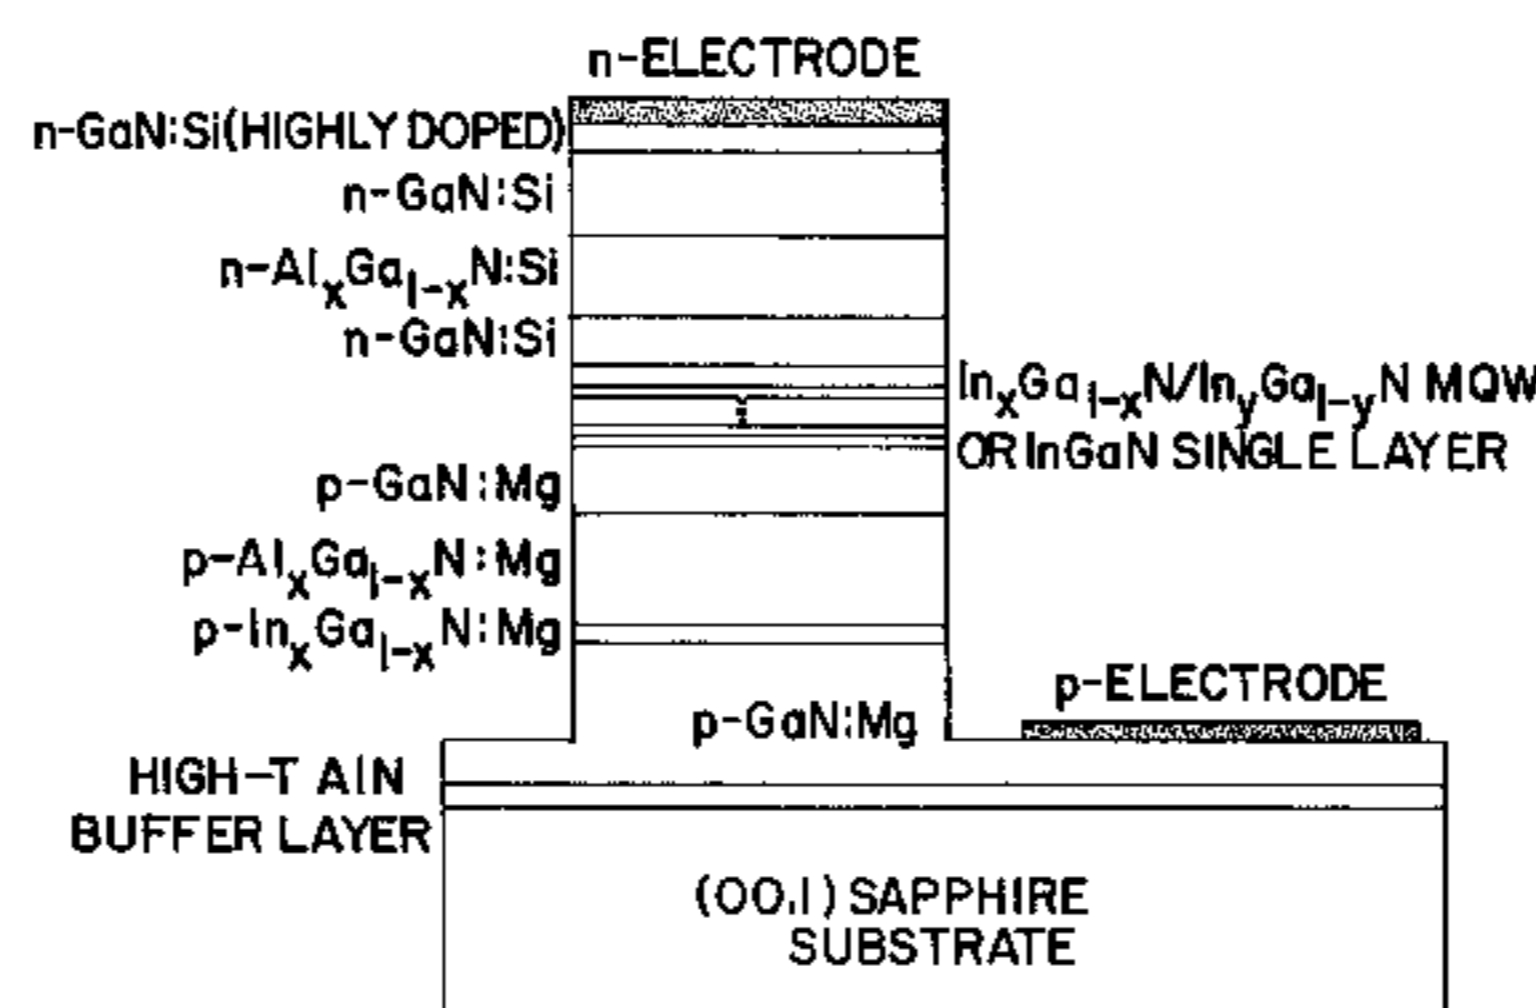 n-ELECTRODE
n-GaN:Si(HIGHLY DOPED)
n-GaN:Si
n-AlxGa1-xN:Si
n-GaN:Si
InxGa1-xN/InyGa1-yN MQW
OR InGaN SINGLE LAYER
p-GaN:Mg
p-AlxGa1-xN:Mg
p-InxGa1-xN:Mg
p-ELECTRODE
p-GaN:Mg
HIGH-T AlN
BUFFER LAYER
(00.1) SAPPHIRE
SUBSTRATE